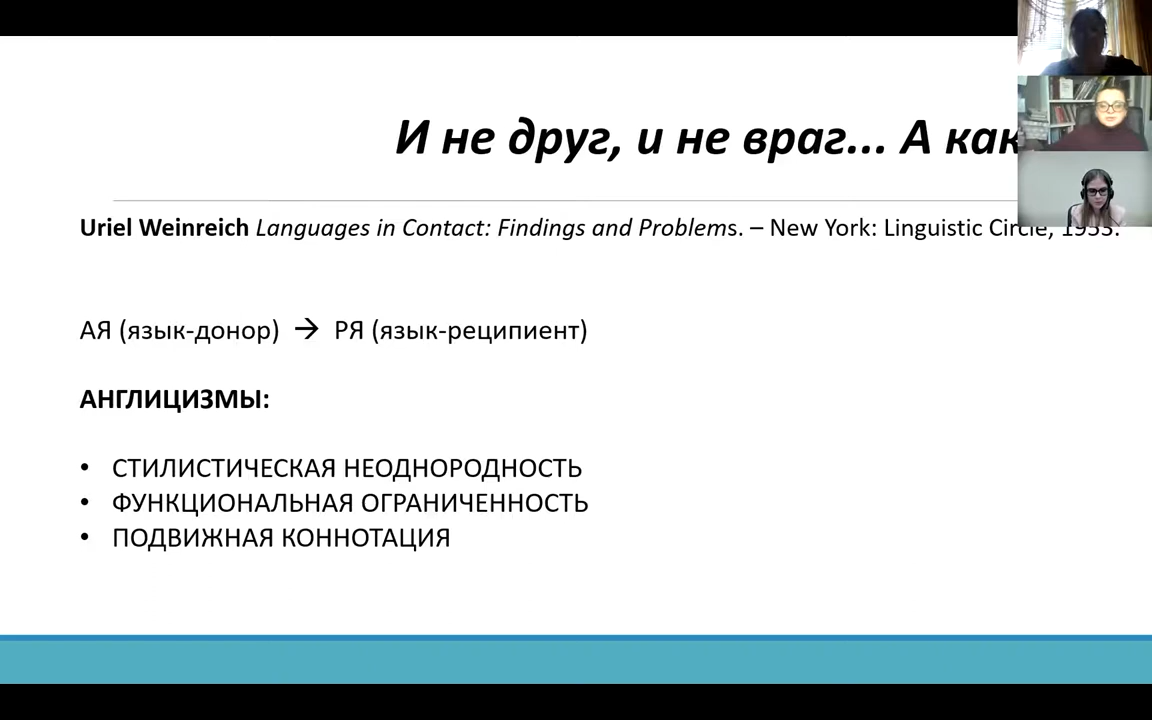 И не друг, и не враг... А как
Uriel Weinreich Languages in Contact: Findings and Problems. – New York: Linguistic Circle, 1953.
АЯ (язык-донор) → РЯ (язык-реципиент)
АНГЛИЦИЗМЫ:
• СТИЛИСТИЧЕСКАЯ НЕОДНОРОДНОСТЬ
• ФУНКЦИОНАЛЬНАЯ ОГРАНИЧЕННОСТЬ
• ПОДВИЖНАЯ КОННОТАЦИЯ